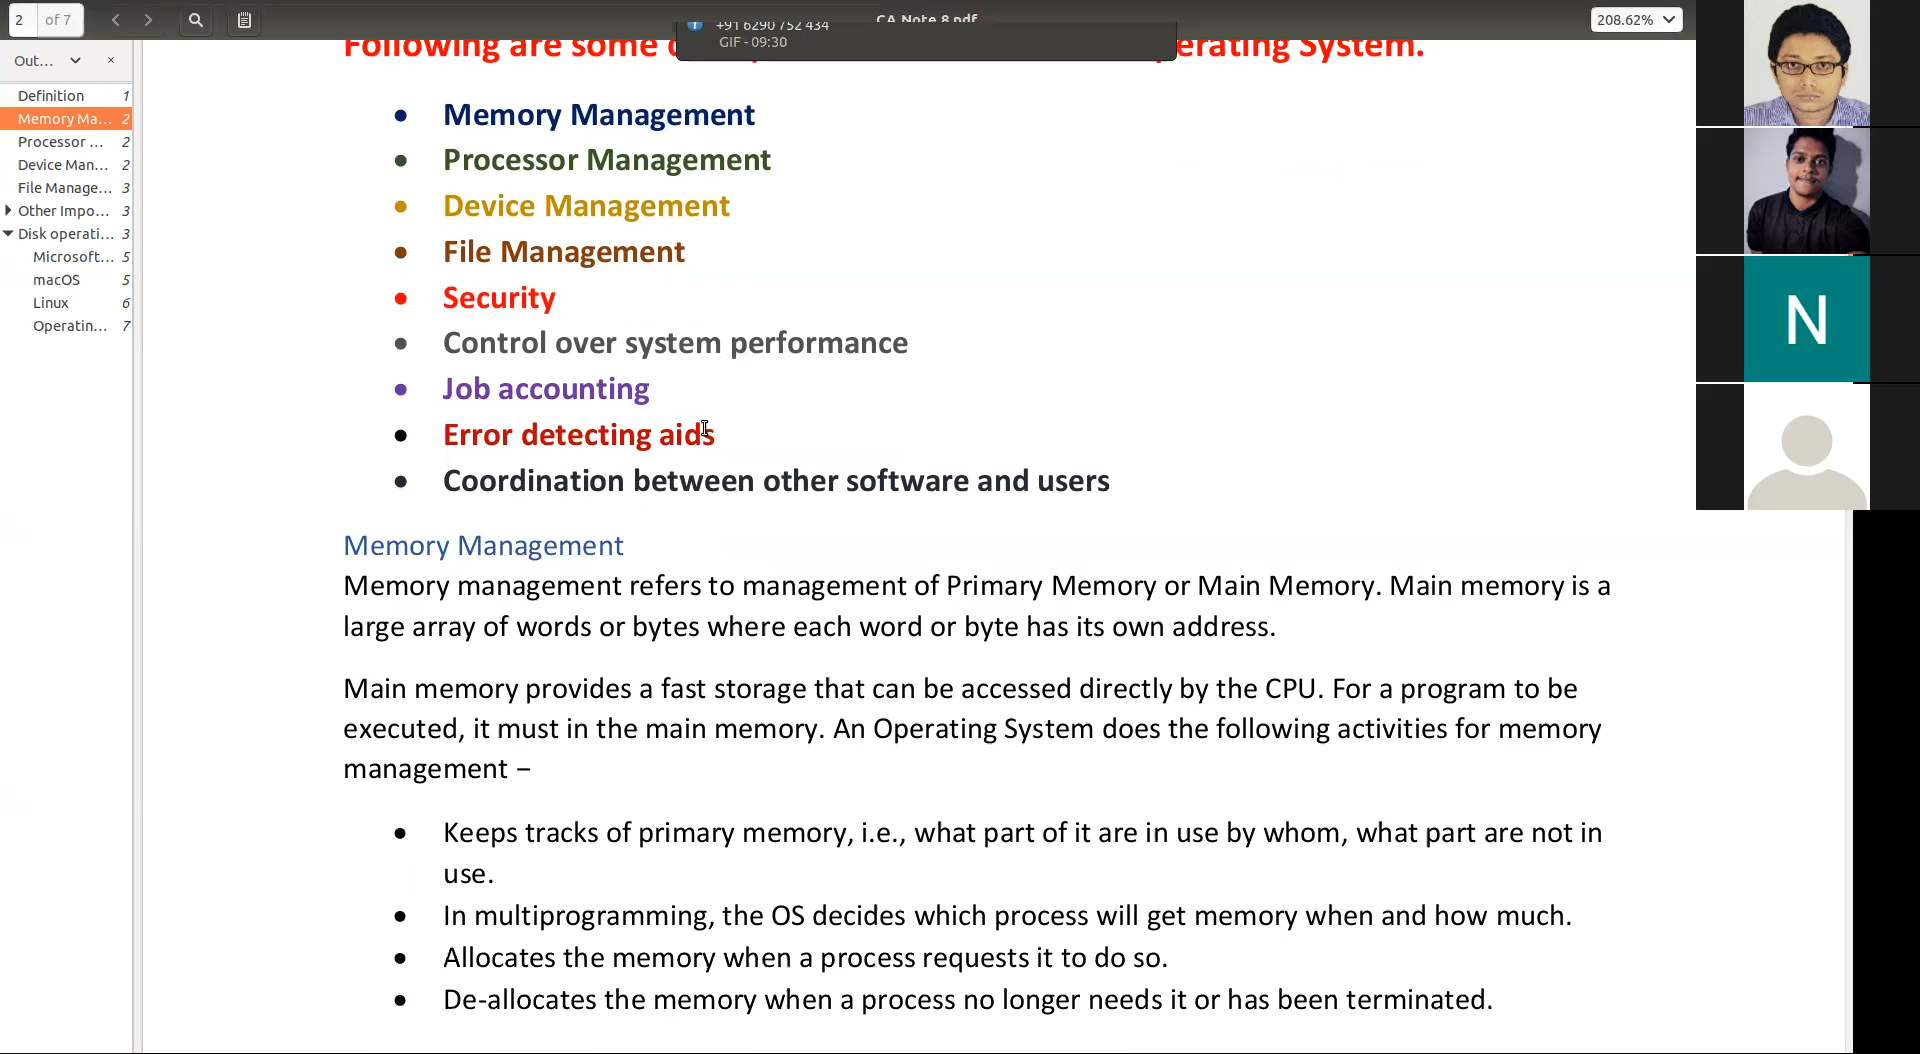 2 of 7
CA Note 8.pdf
208.62%
+91 6290 752 434
GIF - 09:30
Out...
Definition 1
Memory Ma... 2
Processor ... 2
Device Man... 2
File Manage... 3
Other Impo... 3
Disk operati... 3
Microsoft... 5
macOS 5
Linux 6
Operatin... 7
Following are some
erating System.
• Memory Management
• Processor Management
• Device Management
• File Management
• Security
• Control over system performance
• Job accounting
• Error detecting aids
• Coordination between other software and users
Memory Management
Memory management refers to management of Primary Memory or Main Memory. Main memory is a
large array of words or bytes where each word or byte has its own address.
Main memory provides a fast storage that can be accessed directly by the CPU. For a program to be
executed, it must in the main memory. An Operating System does the following activities for memory
management −
• Keeps tracks of primary memory, i.e., what part of it are in use by whom, what part are not in
use.
• In multiprogramming, the OS decides which process will get memory when and how much.
• Allocates the memory when a process requests it to do so.
• De-allocates the memory when a process no longer needs it or has been terminated.
N